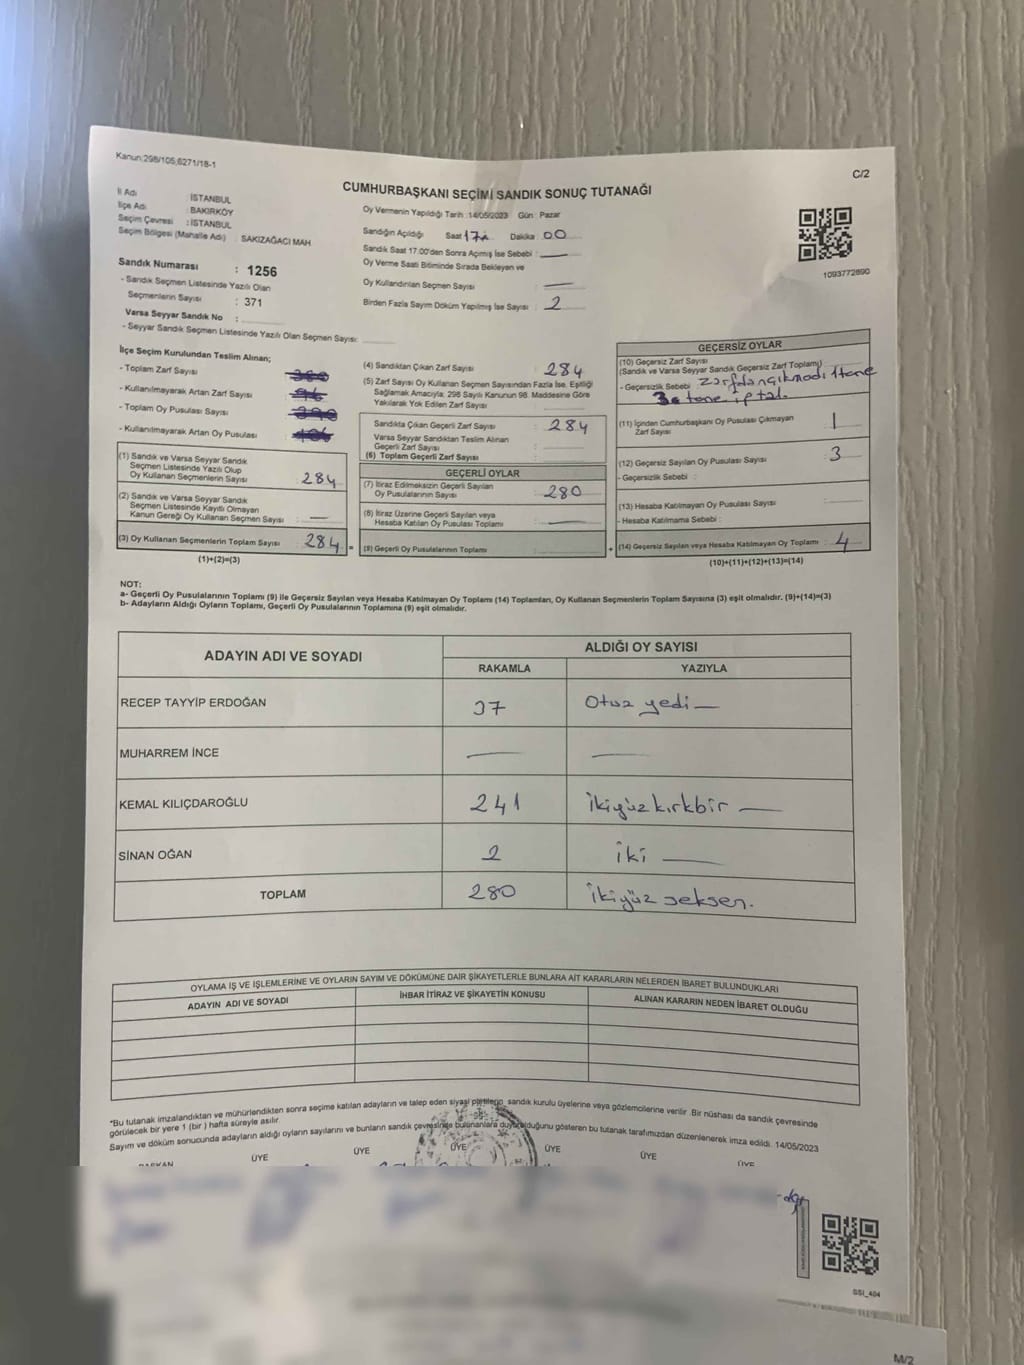 Kanun:298/105,6271/18-1
C/2
CUMHURBAŞKANI SEÇİMİ SANDIK SONUÇ TUTANAĞI
İl Adı : İSTANBUL
İlçe Adı : BAKIRKÖY
Seçim Çevresi : İSTANBUL
Seçim Bölgesi (Mahalle Adı) : SAKIZAĞACI MAH
Sandık Numarası : 1256
- Sandık Seçmen Listesinde Yazılı Olan
Seçmenlerin Sayısı : 371
Varsa Seyyar Sandık No :
- Seyyar Sandık Seçmen Listesinde Yazılı Olan Seçmen Sayısı:
Oy Vermenin Yapıldığı Tarih :14/05/2023 Gün : Pazar
Sandığın Açıldığı Saat 17 Dakika 00
Sandık Saat 17.00'den Sonra Açımış İse Sebebi : —
Oy Verme Saati Bitiminde Sırada Bekleyen ve
Oy Kullandırılan Seçmen Sayısı : —
Birden Fazla Sayım Döküm Yapılmış İse Sayısı : 2
1093772690
İlçe Seçim Kurulundan Teslim Alınan;
- Toplam Zarf Sayısı
- Kullanılmayarak Artan Zarf Sayısı
- Toplam Oy Pusulası Sayısı
- Kullanılmayarak Artan Oy Pusulası
(1) Sandık ve Varsa Seyyar Sandık
Seçmen Listesinde Yazılı Olup
Oy Kullanan Seçmenlerin Sayısı : 284
(2) Sandık ve Varsa Seyyar Sandık
Seçmen Listesinde Kayıtlı Olmayan
Kanun Gereği Oy Kullanan Seçmen Sayısı : —
(3) Oy Kullanan Seçmenlerin Toplam Sayısı : 284 =
(1)+(2)=(3)
(4) Sandıktan Çıkan Zarf Sayısı : 284
(5) Zarf Sayısı Oy Kullanan Seçmen Sayısından Fazla İse, Eşitliği
Sağlamak Amacıyla; 298 Sayılı Kanunun 98. Maddesine Göre
Yakılarak Yok Edilen Zarf Sayısı :
Sandıkta Çıkan Geçerli Zarf Sayısı : 284
Varsa Seyyar Sandıktan Teslim Alınan
Geçerli Zarf Sayısı :
(6) Toplam Geçerli Zarf Sayısı :
GEÇERLİ OYLAR
(7) İtiraz Edilmeksizin Geçerli Sayılan
Oy Pusulalarının Sayısı : 280
(8) İtiraz Üzerine Geçerli Sayılan veya
Hesaba Katılan Oy Pusulası Toplamı : —
(9) Geçerli Oy Pusulalarının Toplamı : +
GEÇERSİZ OYLAR
(10) Geçersiz Zarf Sayısı
(Sandık ve Varsa Seyyar Sandık Geçersiz Zarf Toplamı)
- Geçersizlik Sebebi zarfdan çıkmadı 1 tane
3 tane iptal.
(11) İçinden Cumhurbaşkanı Oy Pusulası Çıkmayan
Zarf Sayısı : 1
(12) Geçersiz Sayılan Oy Pusulası Sayısı : 3
- Geçersizlik Sebebi :
(13) Hesaba Katılmayan Oy Pusulası Sayısı :
- Hesaba Katılmama Sebebi :
(14) Geçersiz Sayılan veya Hesaba Katılmayan Oy Toplamı : 4
(10)+(11)+(12)+(13)=(14)
NOT:
a- Geçerli Oy Pusulalarının Toplamı (9) ile Geçersiz Sayılan veya Hesaba Katılmayan Oy Toplamı (14) Toplamları, Oy Kullanan Seçmenlerin Toplam Sayısına (3) eşit olmalıdır. (9)+(14)=(3)
b- Adayların Aldığı Oyların Toplamı, Geçerli Oy Pusulalarının Toplamına (9) eşit olmalıdır.
ADAYIN ADI VE SOYADI ALDIĞI OY SAYISI
RAKAMLA YAZIYLA
RECEP TAYYİP ERDOĞAN 37 Otuz yedi —
MUHARREM İNCE — —
KEMAL KILIÇDAROĞLU 241 İkiyüz kırkbir —
SİNAN OĞAN 2 iki —
TOPLAM 280 İkiyüz seksen.
OYLAMA İŞ VE İŞLEMLERİNE VE OYLARIN SAYIM VE DÖKÜMÜNE DAİR ŞİKAYETLERLE BUNLARA AİT KARARLARIN NELERDEN İBARET BULUNDUKLARI
ADAYIN ADI VE SOYADI İHBAR İTİRAZ VE ŞİKAYETİN KONUSU ALINAN KARARIN NEDEN İBARET OLDUĞU
*Bu tutanak imzalandıktan ve mühürlendikten sonra seçime katılan adayların ve talep eden siyasi partilerin, sandık kurulu üyelerine veya gözlemcilerine verilir .Bir nüshası da sandık çevresinde
görülecek bir yere 1 (bir ) hafta süreyle asılır.
Sayım ve döküm sonucunda adayların aldığı oyların sayılarını ve bunların sandık çevresinde bulunanlara duyurulduğunu gösteren bu tutanak tarafımızdan düzenlenerek imza edildi. 14/05/2023
BAŞKAN ÜYE ÜYE ÜYE ÜYE ÜYE ÜYE
SSI_404
M/2